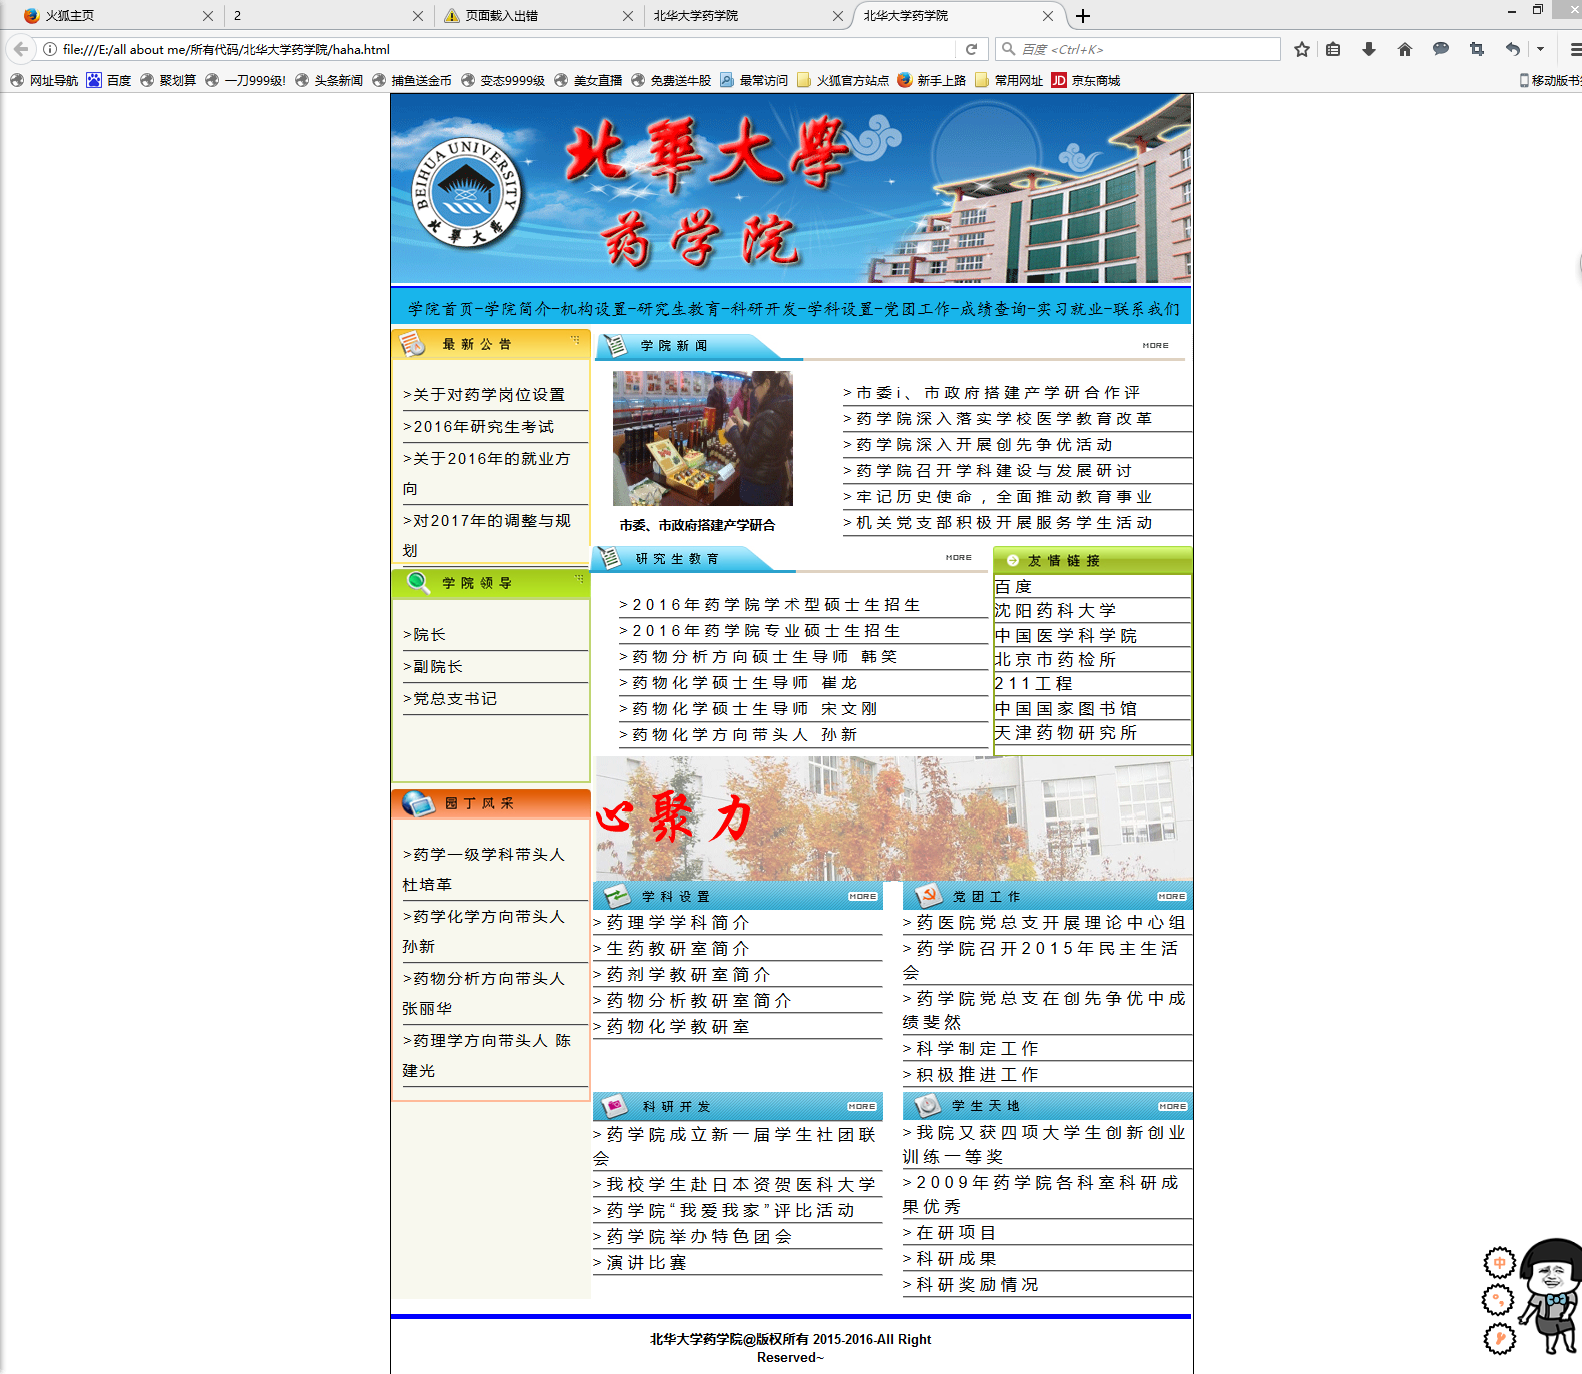 火狐主页
2
页面载入出错
北华大学药学院
北华大学药学院
file:///E:/all about me/所有代码/北华大学药学院/haha.html
百度 <Ctrl+K>
网址导航
百度
聚划算
一刀999级!
头条新闻
捕鱼送金币
变态9999级
美女直播
免费送牛股
最常访问
火狐官方站点
新手上路
常用网址
JD 京东商城
移动版书
BEIHUA UNIVERSITY
北華大學
北華大學
药学院
学院首页-学院简介-机构设置-研究生教育-科研开发-学科设置-党团工作-成绩查询-实习就业-联系我们
最新公告
>关于对药学岗位设置
>2016年研究生考试
>关于2016年的就业方
向
>对2017年的调整与规
划
学院领导
>院长
>副院长
>党总支书记
园丁风采
>药学一级学科带头人
杜培革
>药学化学方向带头人
孙新
>药物分析方向带头人
张丽华
>药理学方向带头人 陈
建光
学院新闻
MORE
市委、市政府搭建产学研合
>市委i、市政府搭建产学研合作评
>药学院深入落实学校医学教育改革
>药学院深入开展创先争优活动
>药学院召开学科建设与发展研讨
>牢记历史使命，全面推动教育事业
>机关党支部积极开展服务学生活动
研究生教育
MORE
>2016年药学院学术型硕士生招生
>2016年药学院专业硕士生招生
>药物分析方向硕士生导师 韩笑
>药物化学硕士生导师 崔龙
>药物化学硕士生导师 宋文刚
>药物化学方向带头人 孙新
友情链接
百度
沈阳药科大学
中国医学科学院
北京市药检所
211工程
中国国家图书馆
天津药物研究所
心聚力
学科设置
MORE
>药理学学科简介
>生药教研室简介
>药剂学教研室简介
>药物分析教研室简介
>药物化学教研室
党团工作
MORE
>药医院党总支开展理论中心组
>药学院召开2015年民主生活
会
>药学院党总支在创先争优中成
绩斐然
>科学制定工作
>积极推进工作
科研开发
MORE
>药学院成立新一届学生社团联
会
>我校学生赴日本资贺医科大学
>药学院“我爱我家”评比活动
>药学院举办特色团会
>演讲比赛
学生天地
MORE
>我院又获四项大学生创新创业
训练一等奖
>2009年药学院各科室科研成
果优秀
>在研项目
>科研成果
>科研奖励情况
中
北华大学药学院@版权所有 2015-2016-All Right
Reserved~